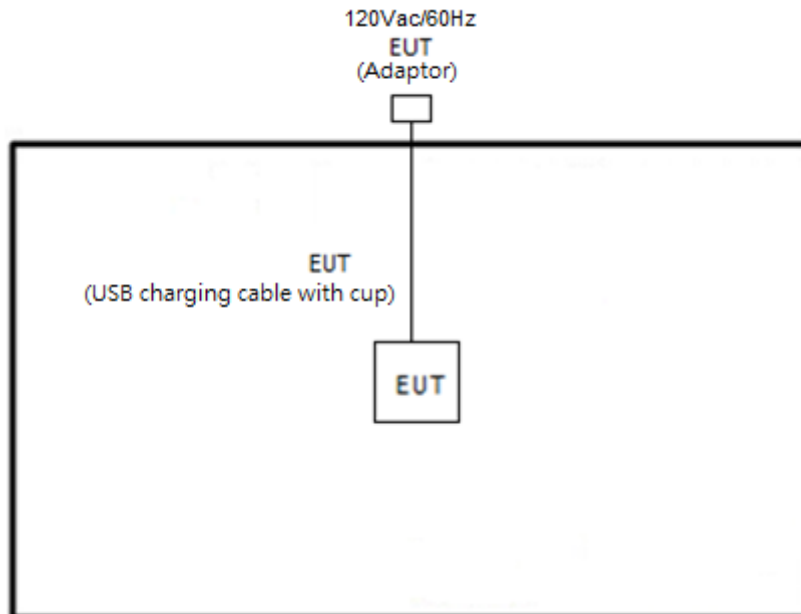 120Vac/60Hz
EUT
(Adaptor)
EUT
(USB charging cable with cup)
EUT